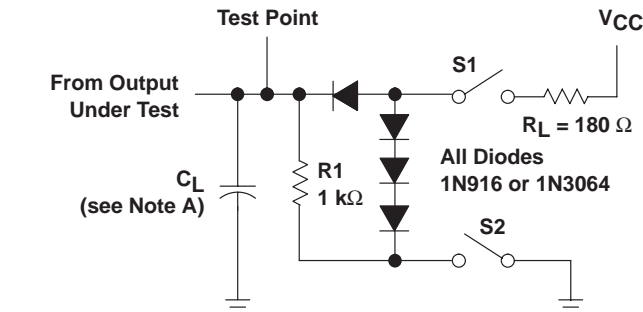 Test Point
VCC
S1
From Output
Under Test
RL = 180 Ω
R1
1 kΩ
All Diodes
1N916 or 1N3064
CL
(see Note A)
S2